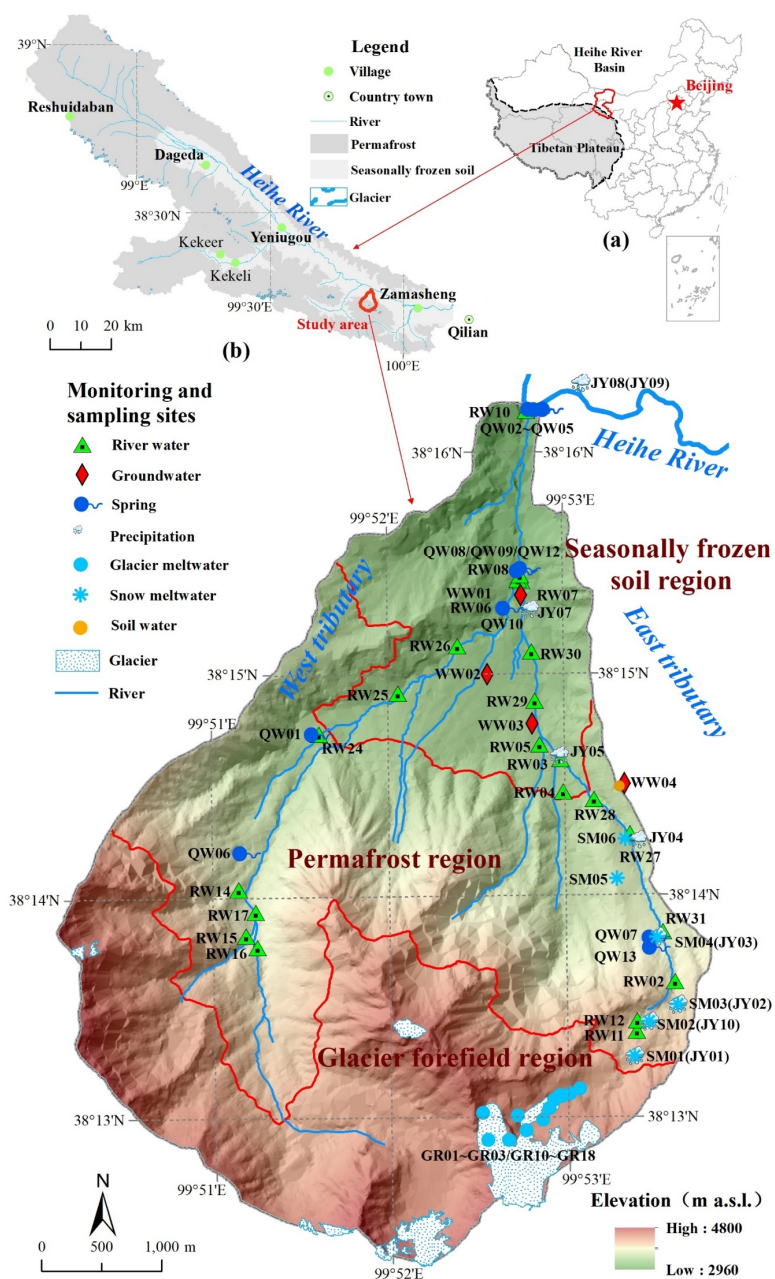 39°N
Reshuidaban
Dageda
99°E
38°30'N
Heihe River
Yeniugou
Kekeer
Kekeli
99°30'E
Zamasheng
Study area
Qilian
100°E
0 10 20 km
(b)
Legend
Village
Country town
River
Permafrost
Seasonally frozen soil
Glacier
Heihe River
Basin
Beijing
Tibetan Plateau
(a)
Monitoring and
sampling sites
River water
Groundwater
Spring
Precipitation
Glacier meltwater
Snow meltwater
Soil water
Glacier
River
JY08(JY09)
RW10
QW02~QW05
Heihe River
38°16'N
38°16'N
99°53'E
99°52'E
QW08/QW09/QW12
Seasonally frozen
soil region
RW08
WW01
RW07
RW06
JY07
QW10
West tributary
East tributary
RW26
RW30
38°15'N
WW02
38°15'N
RW25
RW29
99°51'E
WW03
QW01
RW24
RW05
JY05
RW03
WW04
RW04
RW28
SM06
JY04
RW27
QW06
Permafrost region
SM05
RW14
38°14'N
38°14'N
RW17
RW31
RW15
QW07
SM04(JY03)
RW16
QW13
RW02
SM03(JY02)
RW12
SM02(JY10)
RW11
Glacier forefield region
SM01(JY01)
38°13'N
38°13'N
GR01~GR03/GR10~GR18
99°51'E
99°53'E
N
Elevation（m a.s.l.）
High : 4800
Low : 2960
0 500 1,000 m
99°52'E